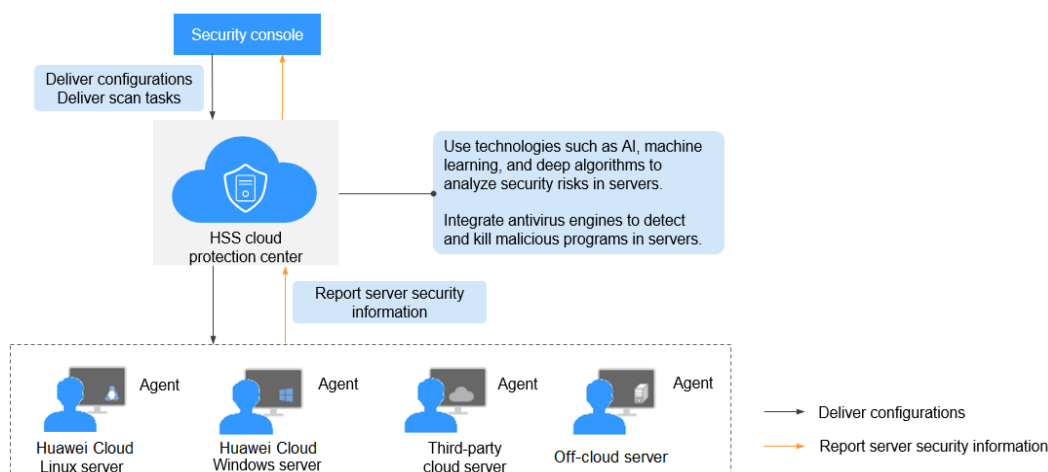 Security console
Deliver configurations
Deliver scan tasks
Use technologies such as AI, machine
learning, and deep algorithms to
analyze security risks in servers.
Integrate antivirus engines to detect
and kill malicious programs in servers.
HSS cloud
protection center
Report server security
information
Agent
Agent
Agent
Agent
Huawei Cloud
Linux server
Huawei Cloud
Windows server
Third-party
cloud server
Off-cloud server
Deliver configurations
Report server security information